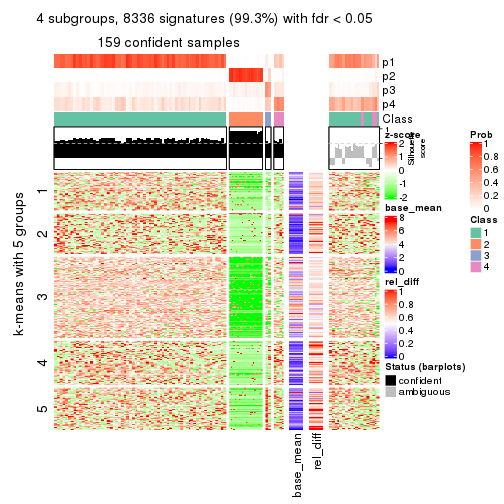 4 subgroups, 8336 signatures (99.3%) with fdr < 0.05
159 confident samples
p1
p2
p3
p4
Class
1
Silhouette score
k-means with 5 groups
1
2
3
4
5
base_mean
rel_diff
z-score
2
1
0
-1
-2
base_mean
8
6
4
2
0
rel_diff
1
0.8
0.6
0.4
0.2
0
Status (barplots)
confident
ambiguous
Prob
1
0.8
0.6
0.4
0.2
0
Class
1
2
3
4